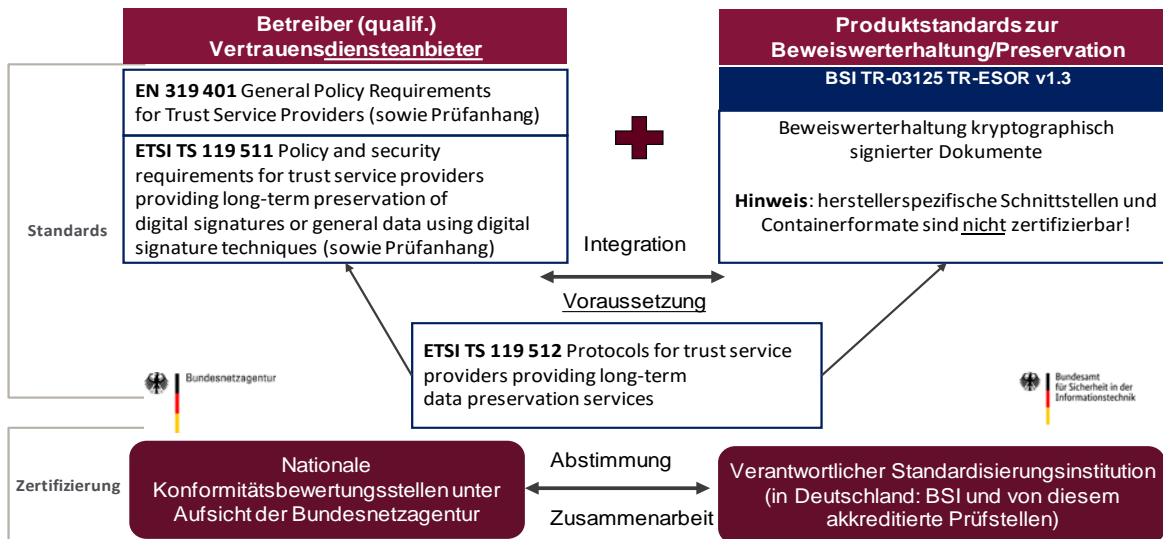 Betreiber (qualif.)
Vertrauensdiensteanbieter
Produktstandards zur
Beweiswerterhaltung/Preservation
Standards
EN 319 401 General Policy Requirements
for Trust Service Providers (sowie Prüfanhang)
ETSI TS 119 511 Policy and security
requirements for trust service providers
providing long-term preservation of
digital signatures or general data using digital
signature techniques (sowie Prüfanhang)
BSI TR-03125 TR-ESOR v1.3
Beweiswerterhaltung kryptographisch
signierter Dokumente
Hinweis: herstellerspezifische Schnittstellen und
Containerformate sind nicht zertifizierbar!
Integration
Voraussetzung
ETSI TS 119 512 Protocols for trust service
providers providing long-term
data preservation services
Bundesnetzagentur
Bundesamt
für Sicherheit in der
Informationstechnik
Zertifizierung
Nationale
Konformitätsbewertungsstellen unter
Aufsicht der Bundesnetzagentur
Abstimmung
Zusammenarbeit
Verantwortlicher Standardisierungsinstitution
(in Deutschland: BSI und von diesem
akkreditierte Prüfstellen)